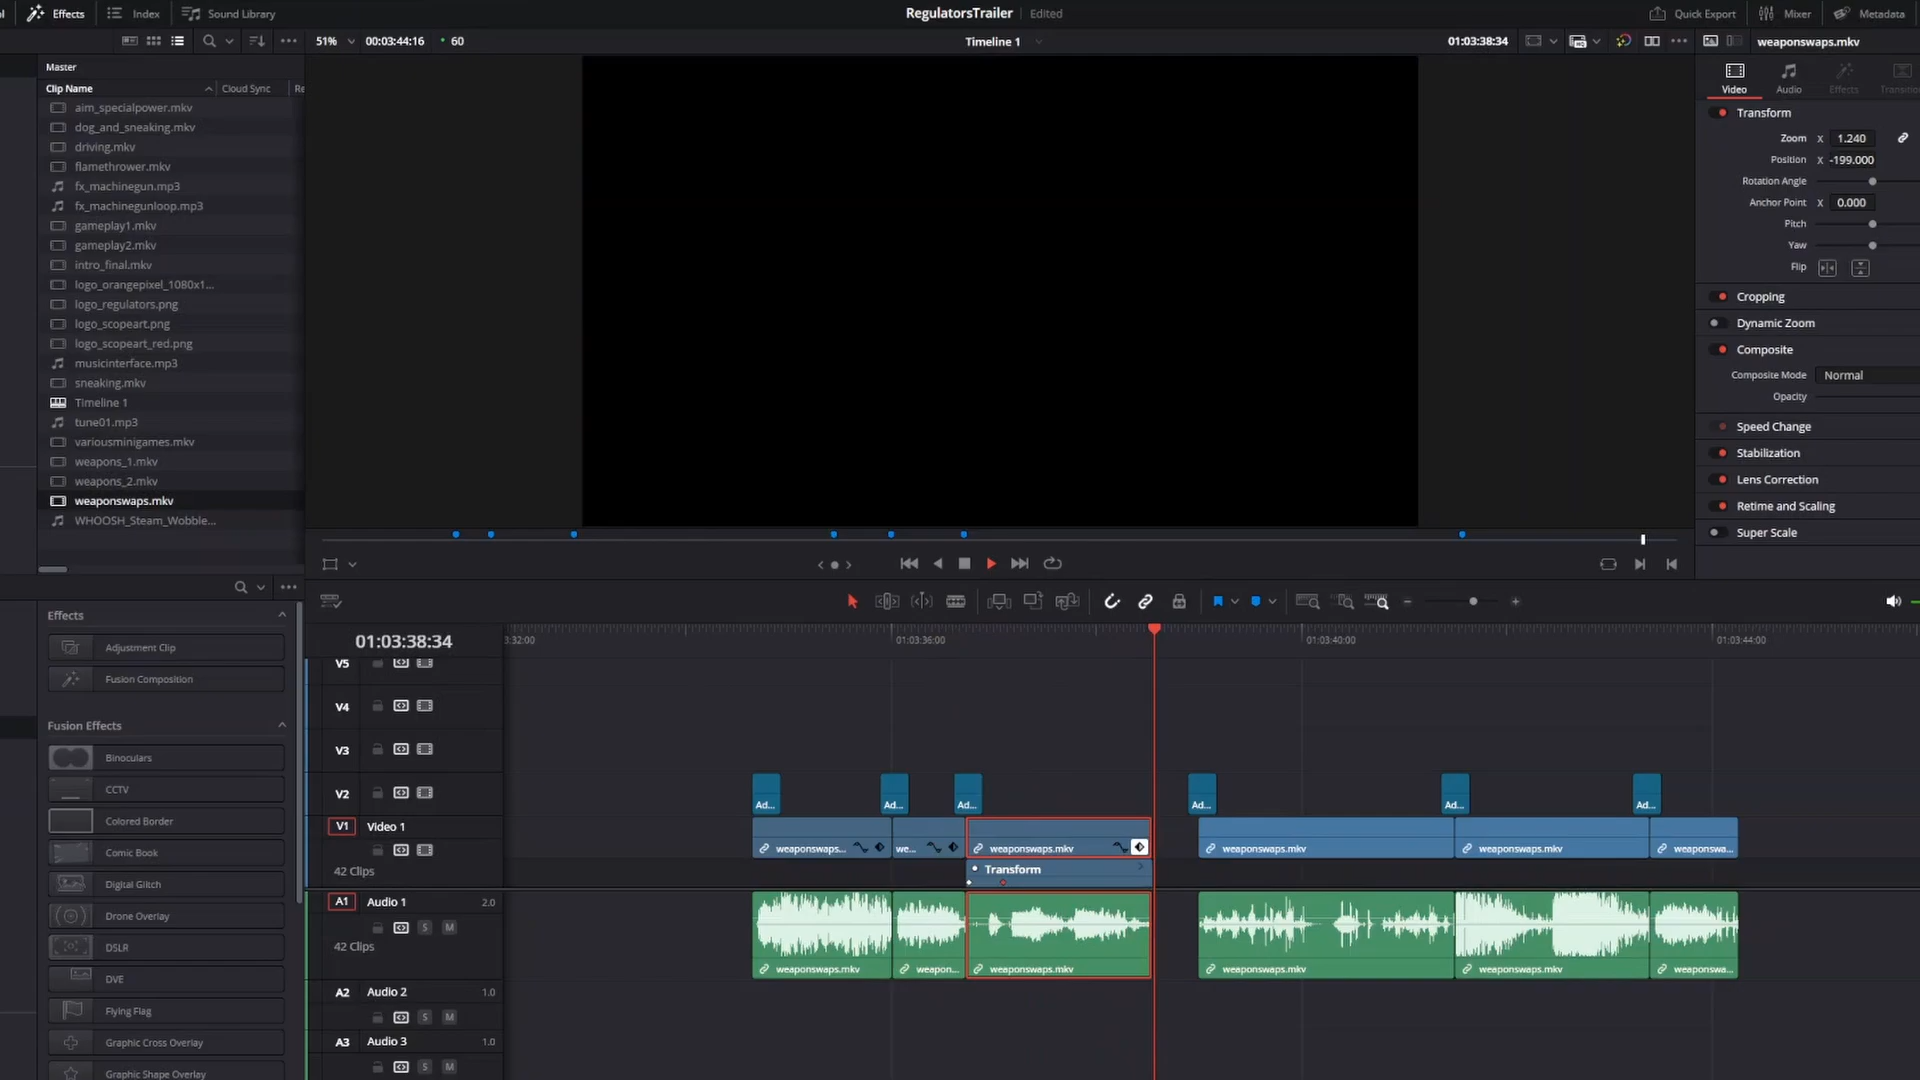 Effects
Index
Sound Library
RegulatorsTrailer
Edited
Quick Export
Mixer
Metadata
51%
00:03:44:16
60
Timeline 1
01:03:38:34
weaponswaps.mkv
Master
Clip Name
Cloud Sync
Re
aim_specialpower.mkv
dog_and_sneaking.mkv
driving.mkv
flamethrower.mkv
fx_machinegun.mp3
fx_machinegunloop.mp3
gameplay1.mkv
gameplay2.mkv
intro_final.mkv
logo_orangepixel_1080x1...
logo_regulators.png
logo_scopeart.png
logo_scopeart_red.png
musicinterface.mp3
sneaking.mkv
Timeline 1
tune01.mp3
variousminigames.mkv
weapons_1.mkv
weapons_2.mkv
weaponswaps.mkv
WHOOSH_Steam_Wobble...
Video
Audio
Effects
Transition
Transform
Zoom X 1.240
Position X -199.000
Rotation Angle
Anchor Point X 0.000
Pitch
Yaw
Flip
Cropping
Dynamic Zoom
Composite
Composite Mode Normal
Opacity
Speed Change
Stabilization
Lens Correction
Retime and Scaling
Super Scale
Effects
Adjustment Clip
Fusion Composition
Fusion Effects
Binoculars
CCTV
Colored Border
Comic Book
Digital Glitch
Drone Overlay
DSLR
DVE
Flying Flag
Graphic Cross Overlay
Graphic Shape Overlay
01:03:38:34
3:32:00
01:03:36:00
01:03:40:00
01:03:44:00
V5
V4
V3
V2
Ad...
Ad...
Ad...
Ad...
Ad...
Ad...
V1 Video 1
42 Clips
weaponswaps...
we...
weaponswaps.mkv
weaponswaps.mkv
weaponswaps.mkv
weaponswa...
Transform
A1 Audio 1 2.0
S M
42 Clips
weaponswaps.mkv
weapon...
weaponswaps.mkv
weaponswaps.mkv
weaponswaps.mkv
weaponswa...
A2 Audio 2 1.0
S M
A3 Audio 3 1.0
S M